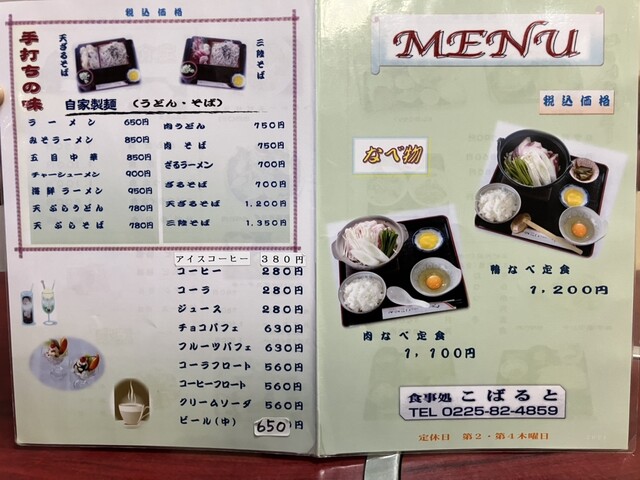 税込価格
手打ちの味
天ざるそば
三陸そば
自家製麺 (うどん・そば)
ラーメン 650円
みそラーメン 850円
五目中華 850円
チャーシューメン 900円
海鮮ラーメン 950円
天ぷらうどん 780円
天ぷらそば 780円
肉うどん 750円
肉そば 750円
ざるラーメン 700円
ざるそば 700円
天ざるそば 1,200円
三陸そば 1,350円
アイスコーヒー 380円
コーヒー 280円
コーラ 280円
ジュース 280円
チョコパフェ 630円
フルーツパフェ 630円
コーラフロート 560円
コーヒーフロート 560円
クリームソーダ 560円
ビール(中) 650円
MENU
税込価格
なべ物
鴨なべ定食
1,200円
肉なべ定食
1,100円
食事処 こばると
TEL 0225-82-4859
定休日 第2・第4木曜日